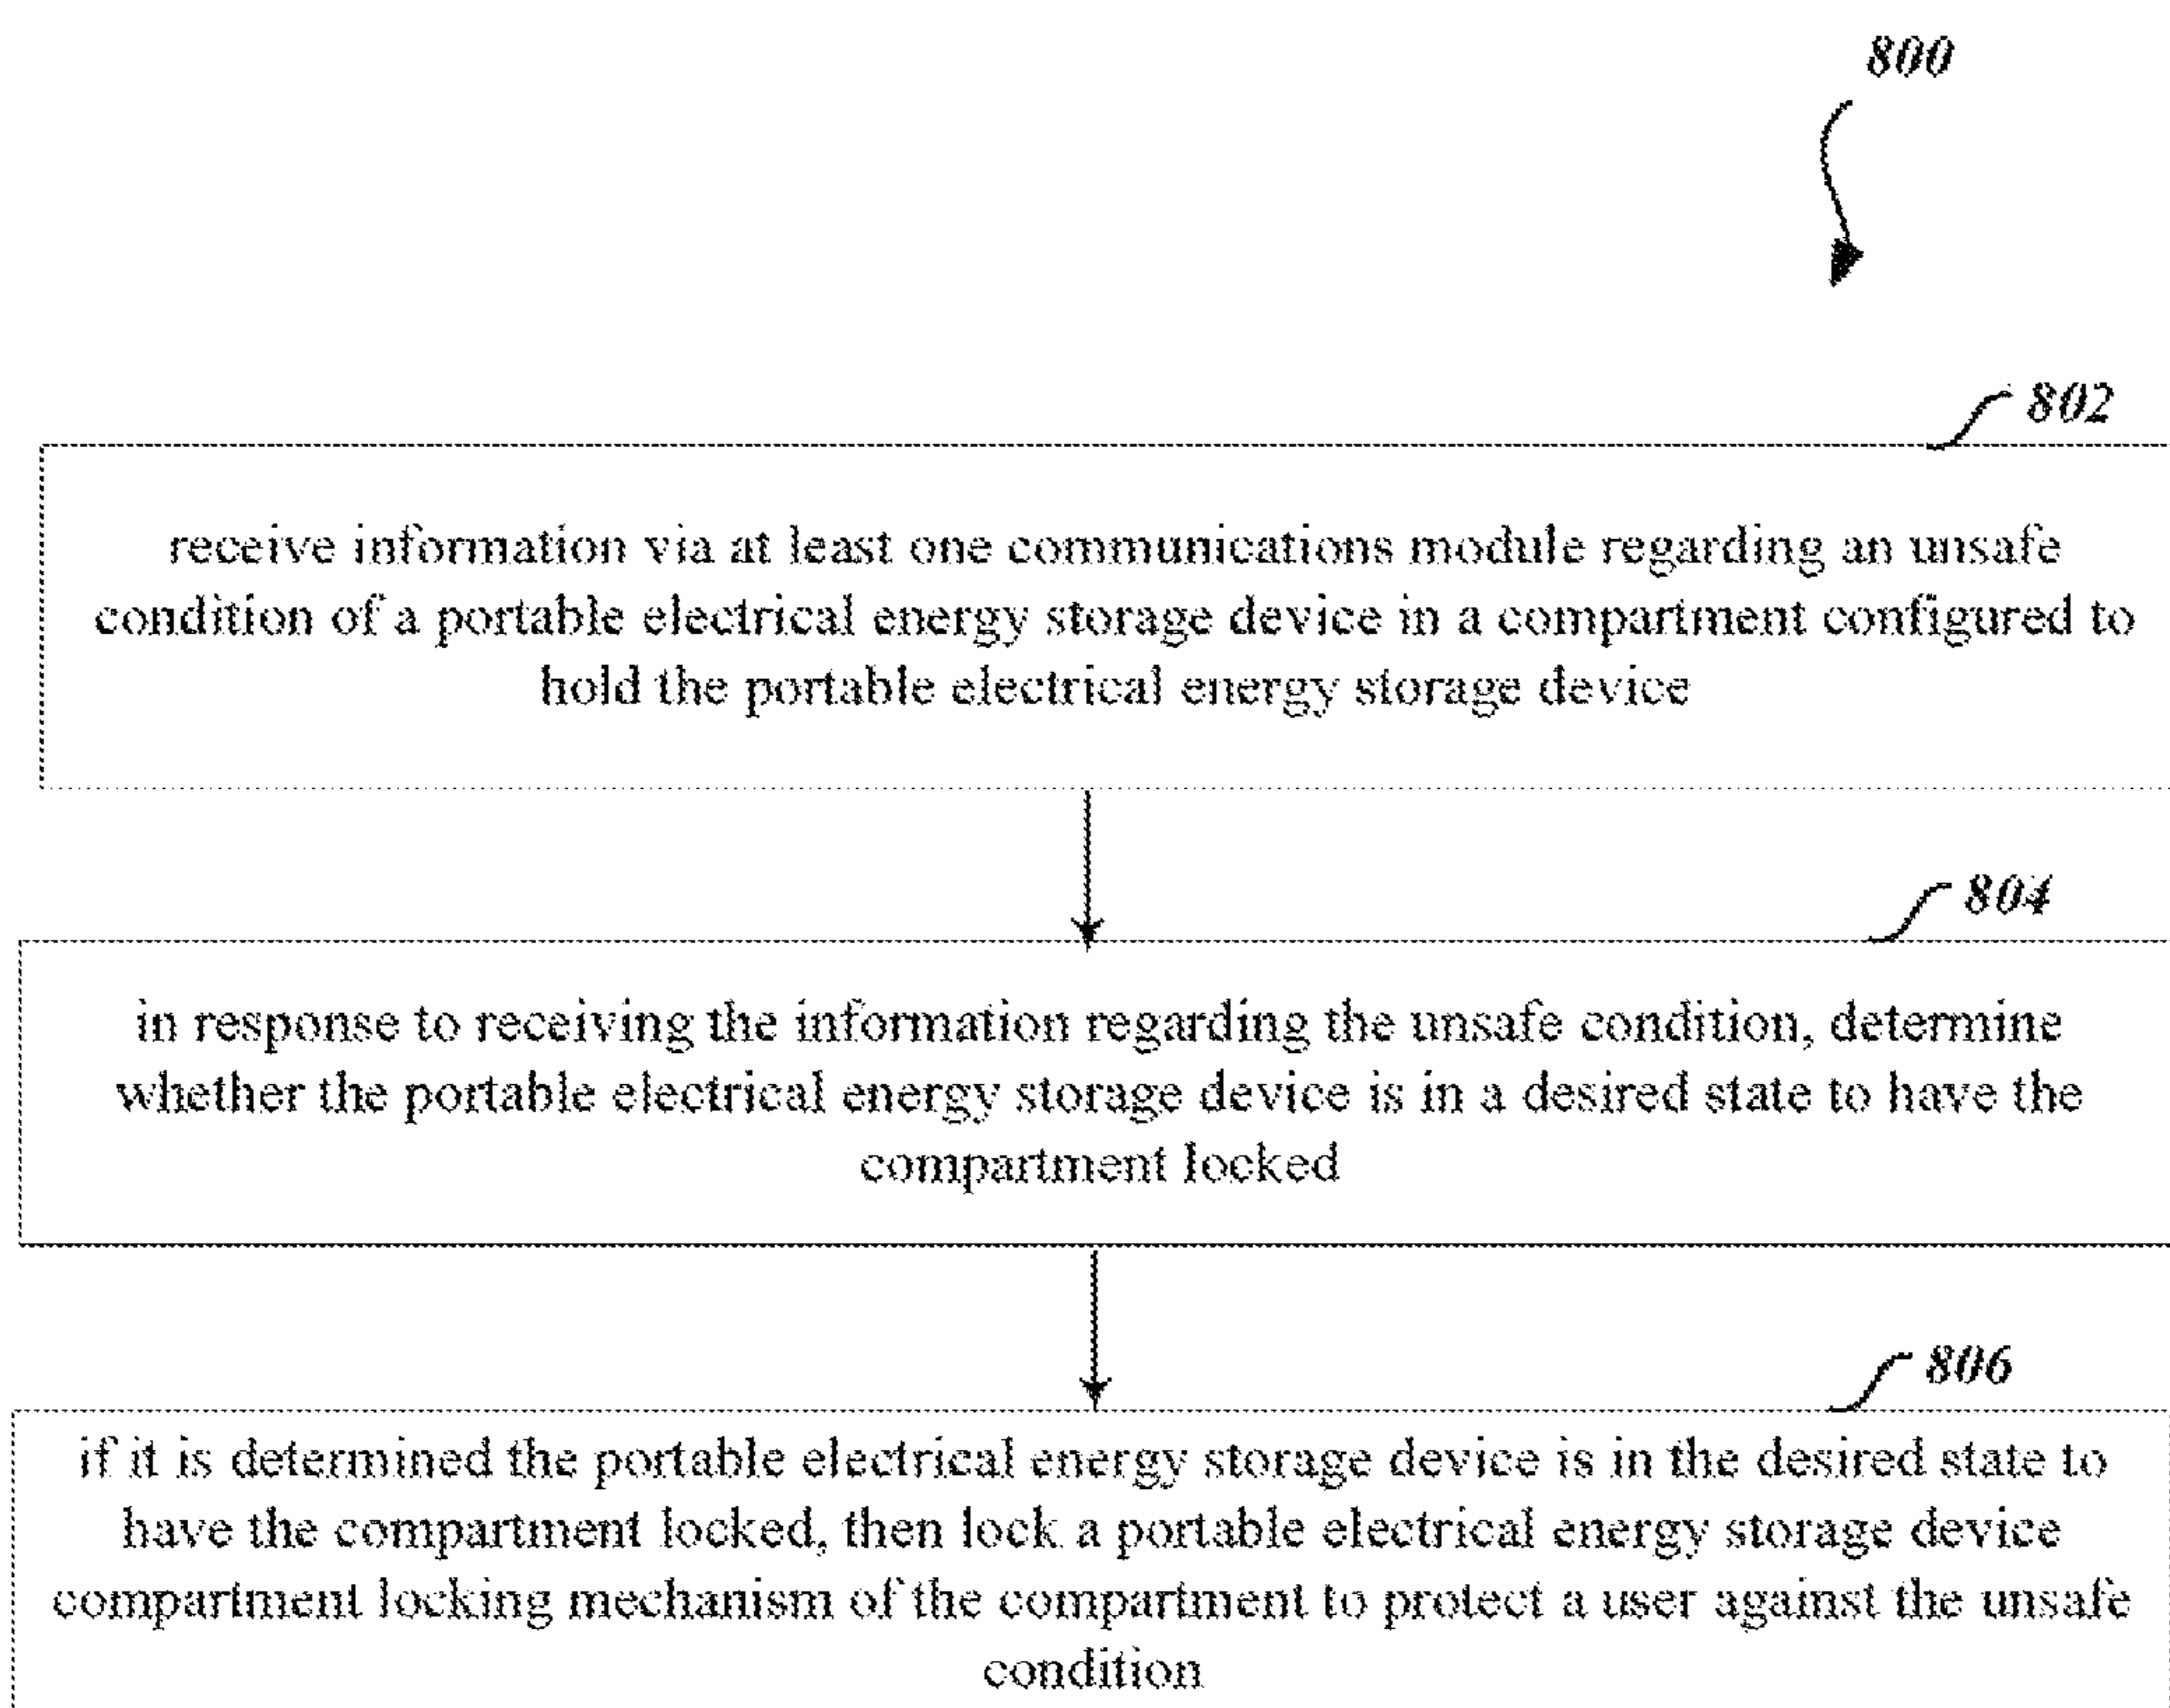 800
802
receive information via at least one communications module regarding an unsafe
condition of a portable electrical energy storage device in a compartment configured to
hold the portable electrical energy storage device
804
in response to receiving the information regarding the unsafe condition, determine
whether the portable electrical energy storage device is in a desired state to have the
compartment locked
806
if it is determined the portable electrical energy storage device is in the desired state to
have the compartment locked, then lock a portable electrical energy storage device
compartment locking mechanism of the compartment to protect a user against the unsafe
condition